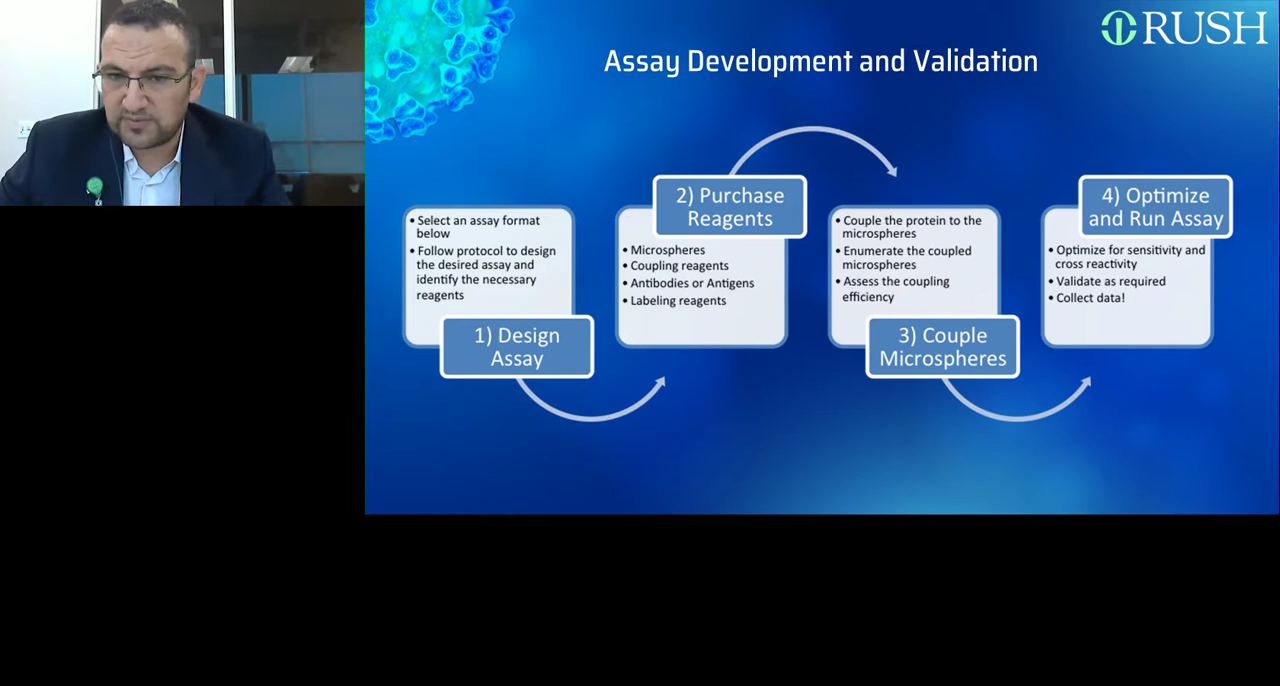 RUSH
Assay Development and Validation
• Select an assay format
below
• Follow protocol to design
the desired assay and
identify the necessary
reagents
1) Design
Assay
2) Purchase
Reagents
• Microspheres
• Coupling reagents
• Antibodies or Antigens
• Labeling reagents
• Couple the protein to the
microspheres
• Enumerate the coupled
microspheres
• Assess the coupling
efficiency
3) Couple
Microspheres
4) Optimize
and Run Assay
• Optimize for sensitivity and
cross reactivity
• Validate as required
• Collect data!